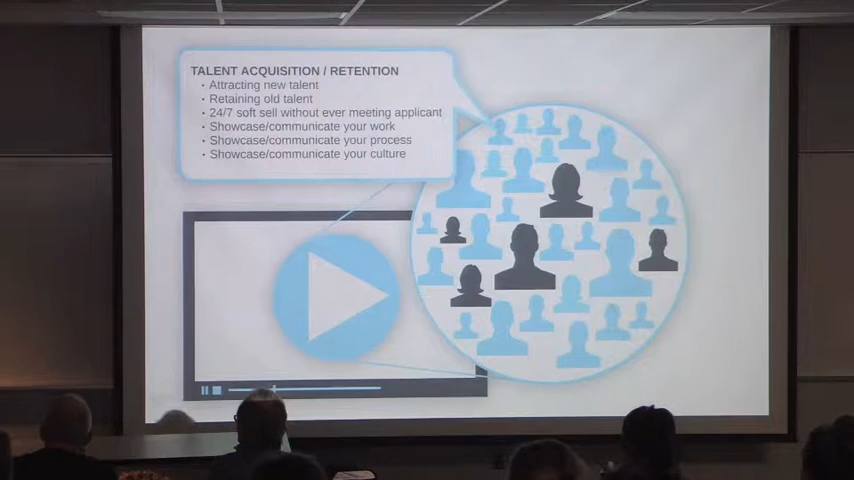 TALENT ACQUISITION / RETENTION
• Attracting new talent
• Retaining old talent
• 24/7 soft sell without ever meeting applicant
• Showcase/communicate your work
• Showcase/communicate your process
• Showcase/communicate your culture